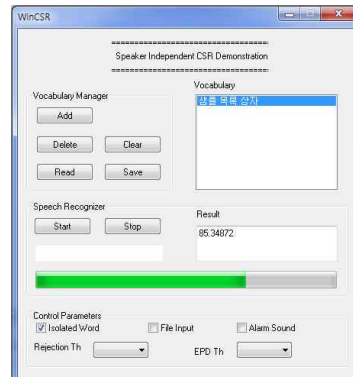 WinCSR
==================================
Speaker Independent CSR Demonstration
==================================
Vocabulary Manager
Add
Delete Clear
Read Save
Vocabulary
샘플 목록 상자
Speech Recognizer
Start Stop
Result
85.34872
Control Parameters
Isolated Word File Input Alarm Sound
Rejection Th EPD Th